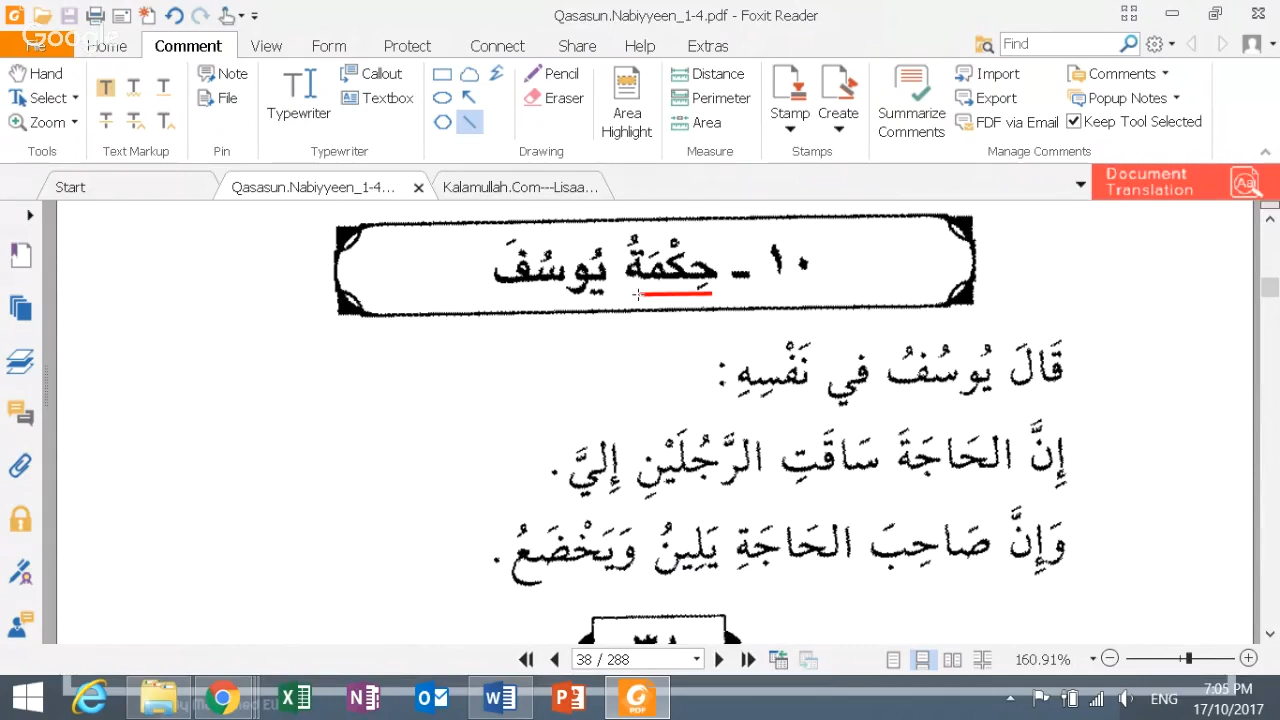 Qasasun.Nabiyyeen_1-4.pdf - Foxit Reader
Google
Home Comment View Form Protect Connect Share Help Extras Find
Hand Select Zoom Tools
Text Markup
Note File Pin
Typewriter Callout Textbox Typewriter
Pencil Eraser Area Highlight Drawing
Distance Perimeter Area Measure
Stamp Create Stamps
Summarize Comments Import Export FDF via Email Comments Popup Notes Keep Tool Selected Manage Comments
Start Qasasun.Nabiyyeen_1-4... Kalamullah.Com---Lisaa...
Document Translation
١٠ - حِكْمَةُ يُوسُفَ
قَالَ يُوسُفُ في نَفْسِهِ :
إِنَّ الحَاجَةَ سَاقَتِ الرَّجُلَيْنِ إِليَّ .
وَإِنَّ صَاحِبَ الحَاجَةِ يَلِينُ وَيَخْضَعُ .
38 / 288 160.91%
ENG 7:05 PM
17/10/2017